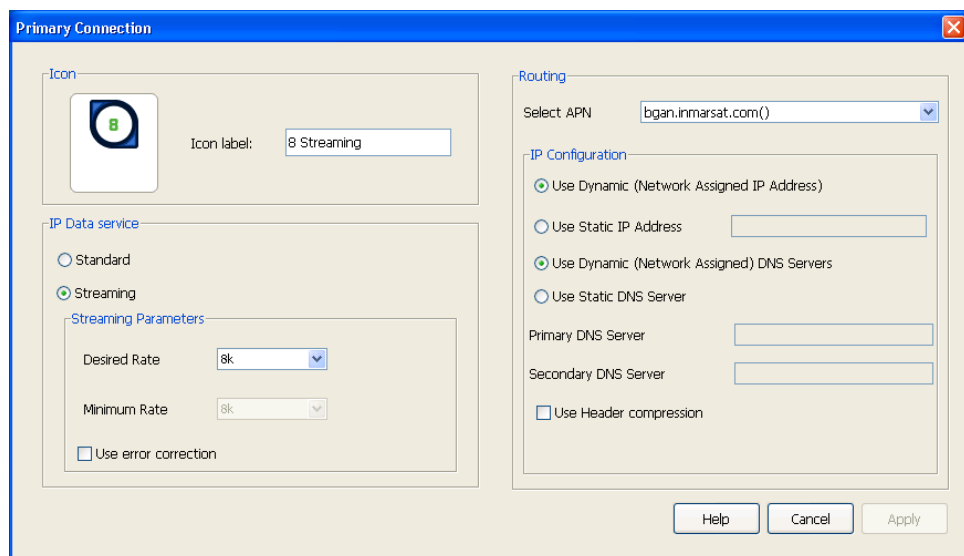 Primary Connection
Icon
8
Icon label:
8 Streaming
IP Data service
Standard
Streaming
Streaming Parameters
Desired Rate
8k
Minimum Rate
8k
Use error correction
Routing
Select APN
bgan.inmarsat.com()
IP Configuration
Use Dynamic (Network Assigned IP Address)
Use Static IP Address
Use Dynamic (Network Assigned) DNS Servers
Use Static DNS Server
Primary DNS Server
Secondary DNS Server
Use Header compression
Help
Cancel
Apply